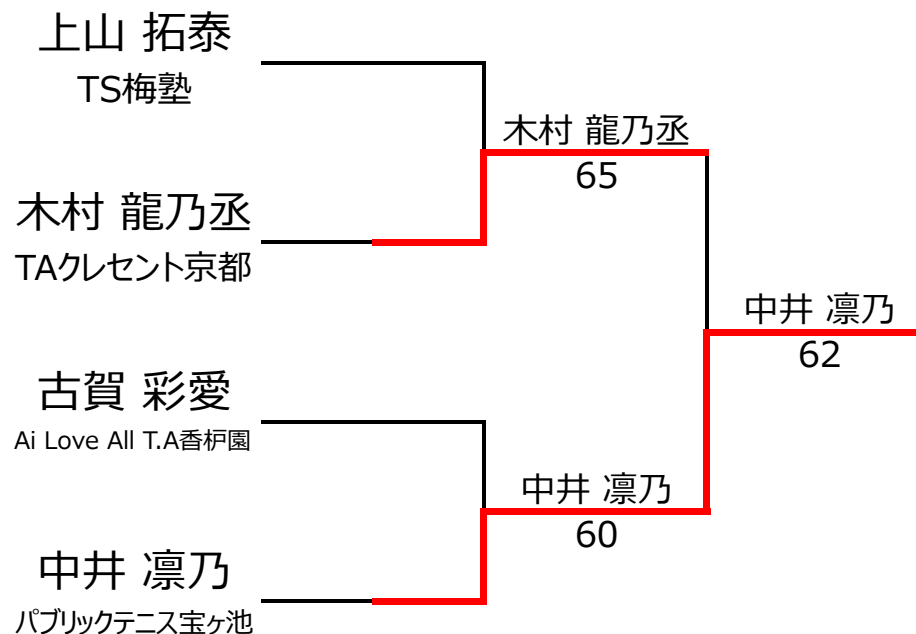 上山 拓泰
TS梅塾
木村 龍乃丞
65
木村 龍乃丞
TAクレセント京都
中井 凛乃
62
古賀 彩愛
Ai Love All T.A香枦園
中井 凛乃
60
中井 凛乃
パブリックテニス宝ヶ池